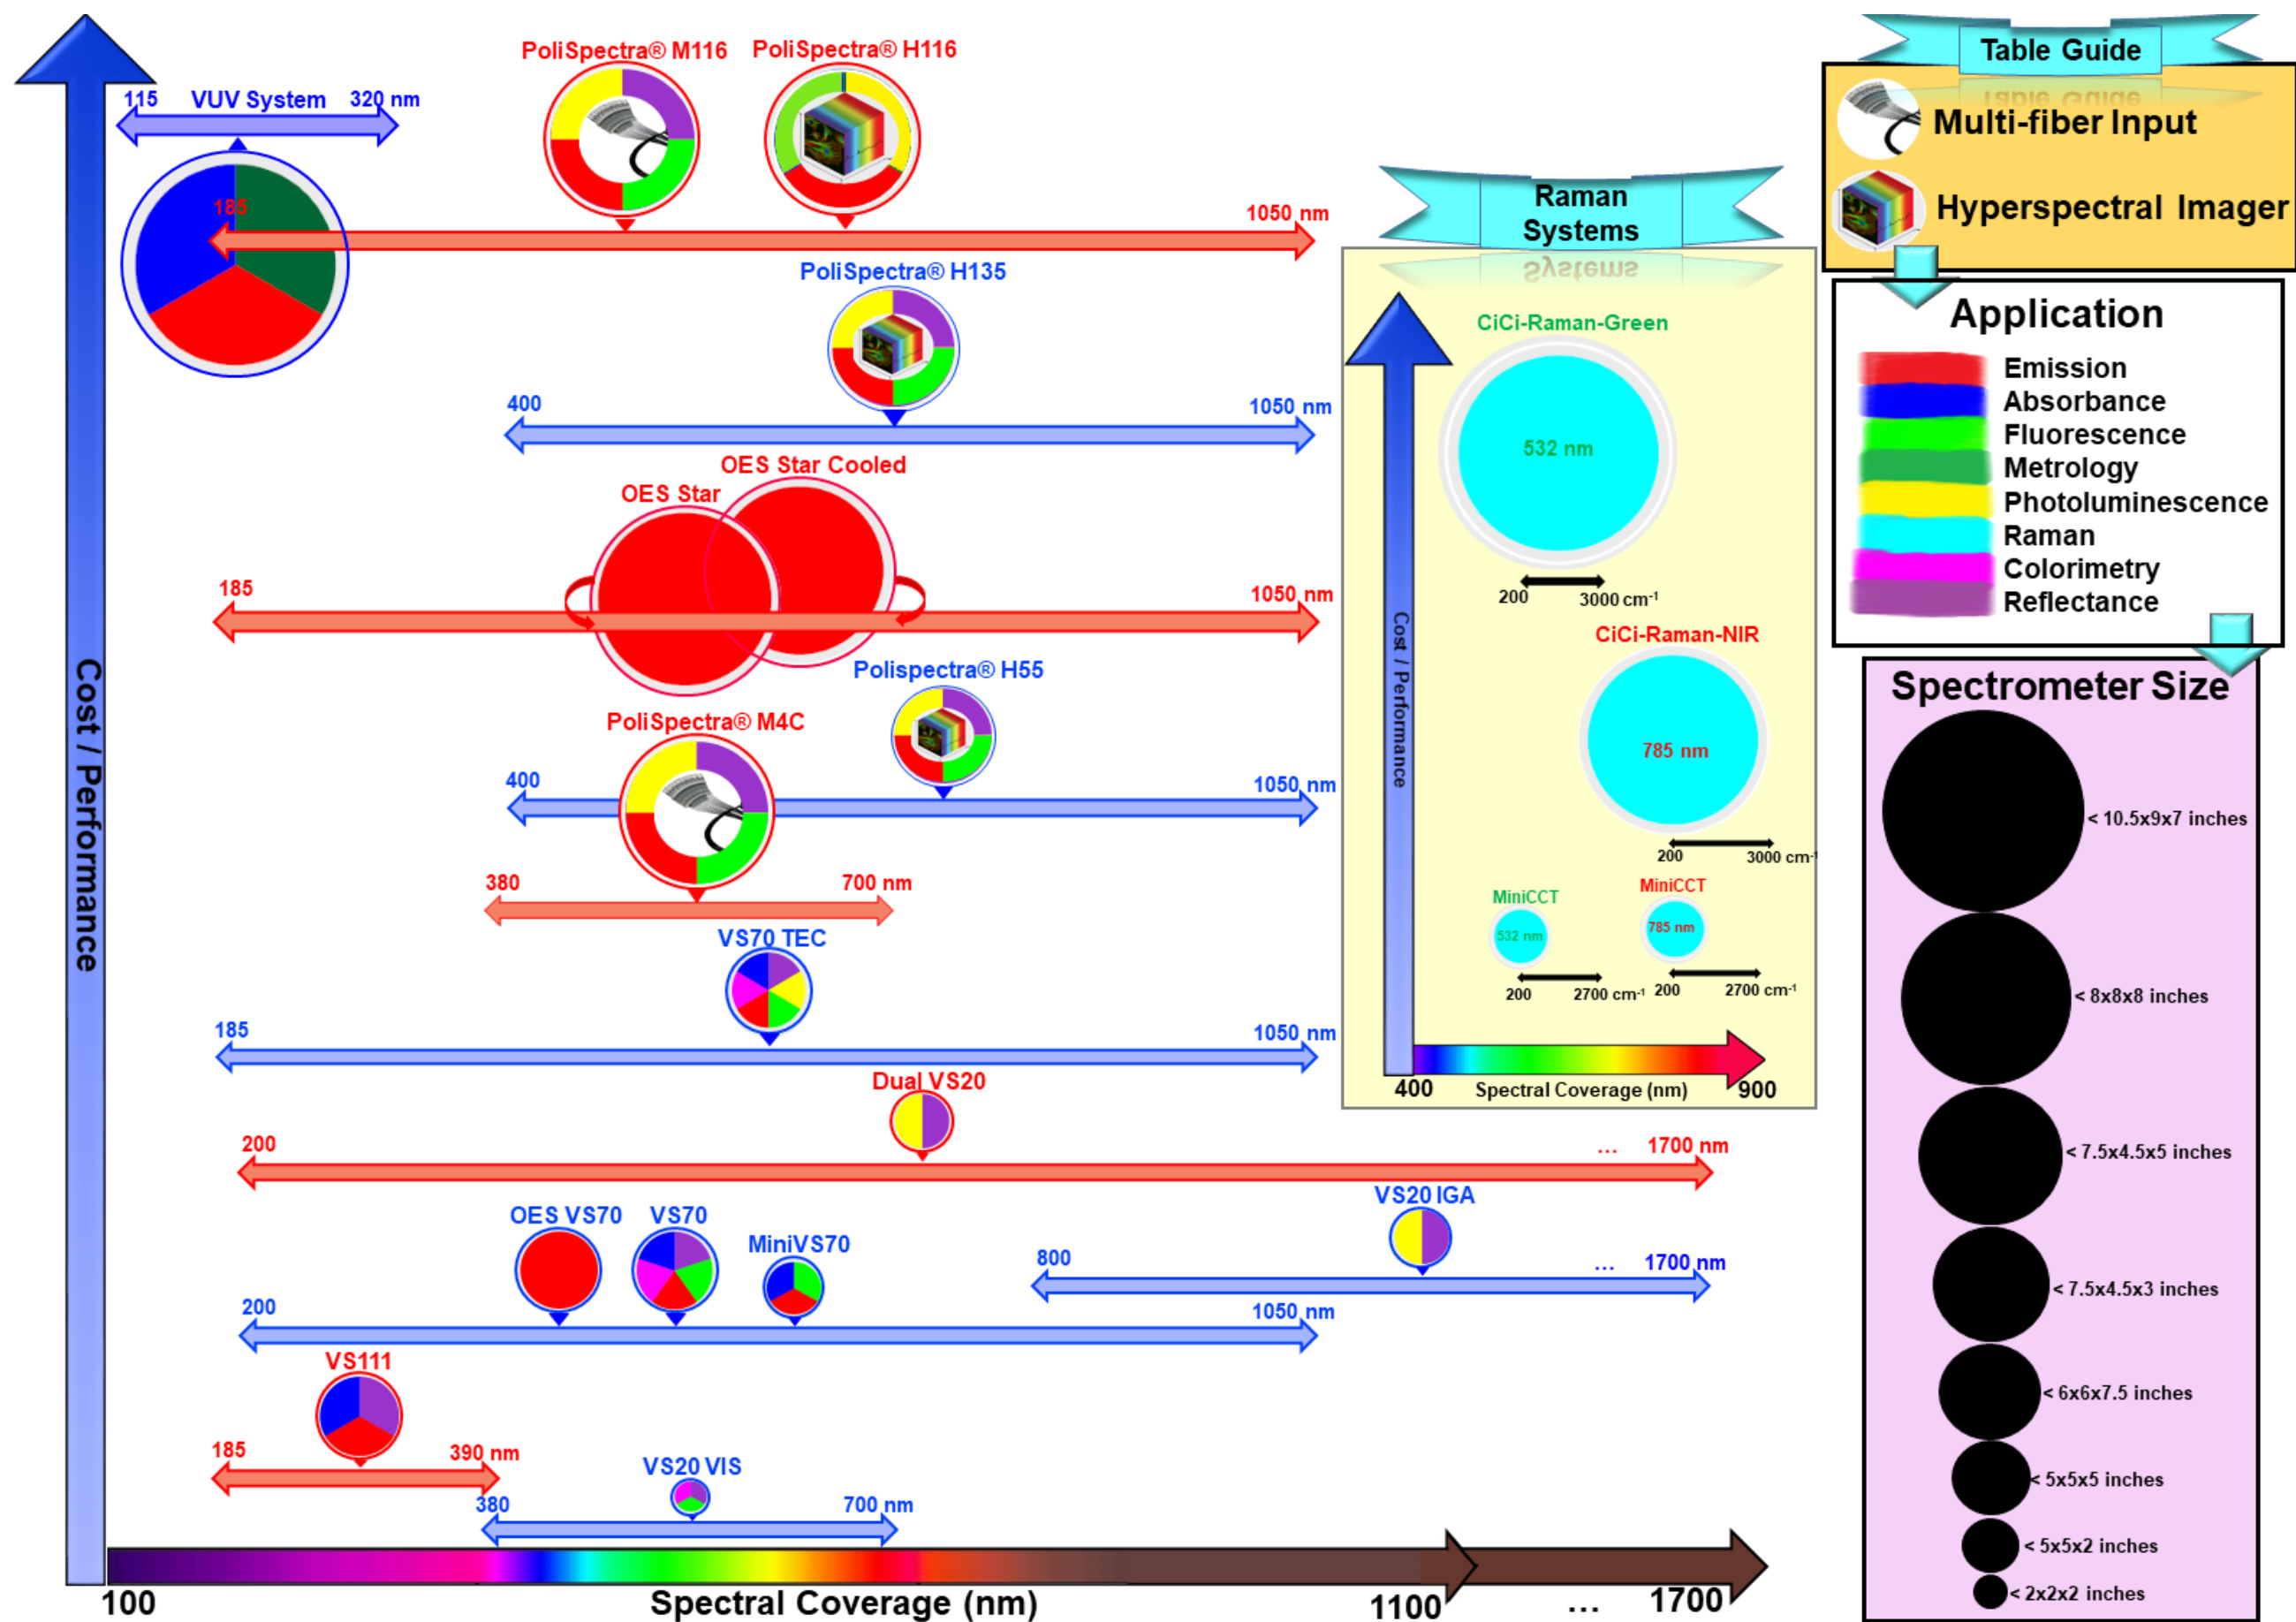 PoliSpectra® M116
PoliSpectra® H116
115
VUV System
320 nm
185
1050 nm
PoliSpectra® H135
400
1050 nm
OES Star Cooled
OES Star
185
1050 nm
Polispectra® H55
PoliSpectra® M4C
400
1050 nm
380
700 nm
VS70 TEC
185
1050 nm
Dual VS20
200
...
1700 nm
OES VS70
VS70
MiniVS70
VS20 IGA
800
...
1700 nm
200
1050 nm
VS111
185
390 nm
VS20 VIS
380
700 nm
Cost / Performance
100
Spectral Coverage (nm)
1100
...
1700
Raman
Systems
Systems
CiCi-Raman-Green
532 nm
200
3000 cm⁻¹
CiCi-Raman-NIR
785 nm
200
3000 cm⁻¹
MiniCCT
532 nm
200
2700 cm⁻¹
MiniCCT
785 nm
200
2700 cm⁻¹
Cost / Performance
400
Spectral Coverage (nm)
900
Table Guide
Table Guide
Multi-fiber Input
Hyperspectral Imager
Application
Emission
Absorbance
Fluorescence
Metrology
Photoluminescence
Raman
Colorimetry
Reflectance
Spectrometer Size
< 10.5x9x7 inches
< 8x8x8 inches
< 7.5x4.5x5 inches
< 7.5x4.5x3 inches
< 6x6x7.5 inches
< 5x5x5 inches
< 5x5x2 inches
< 2x2x2 inches